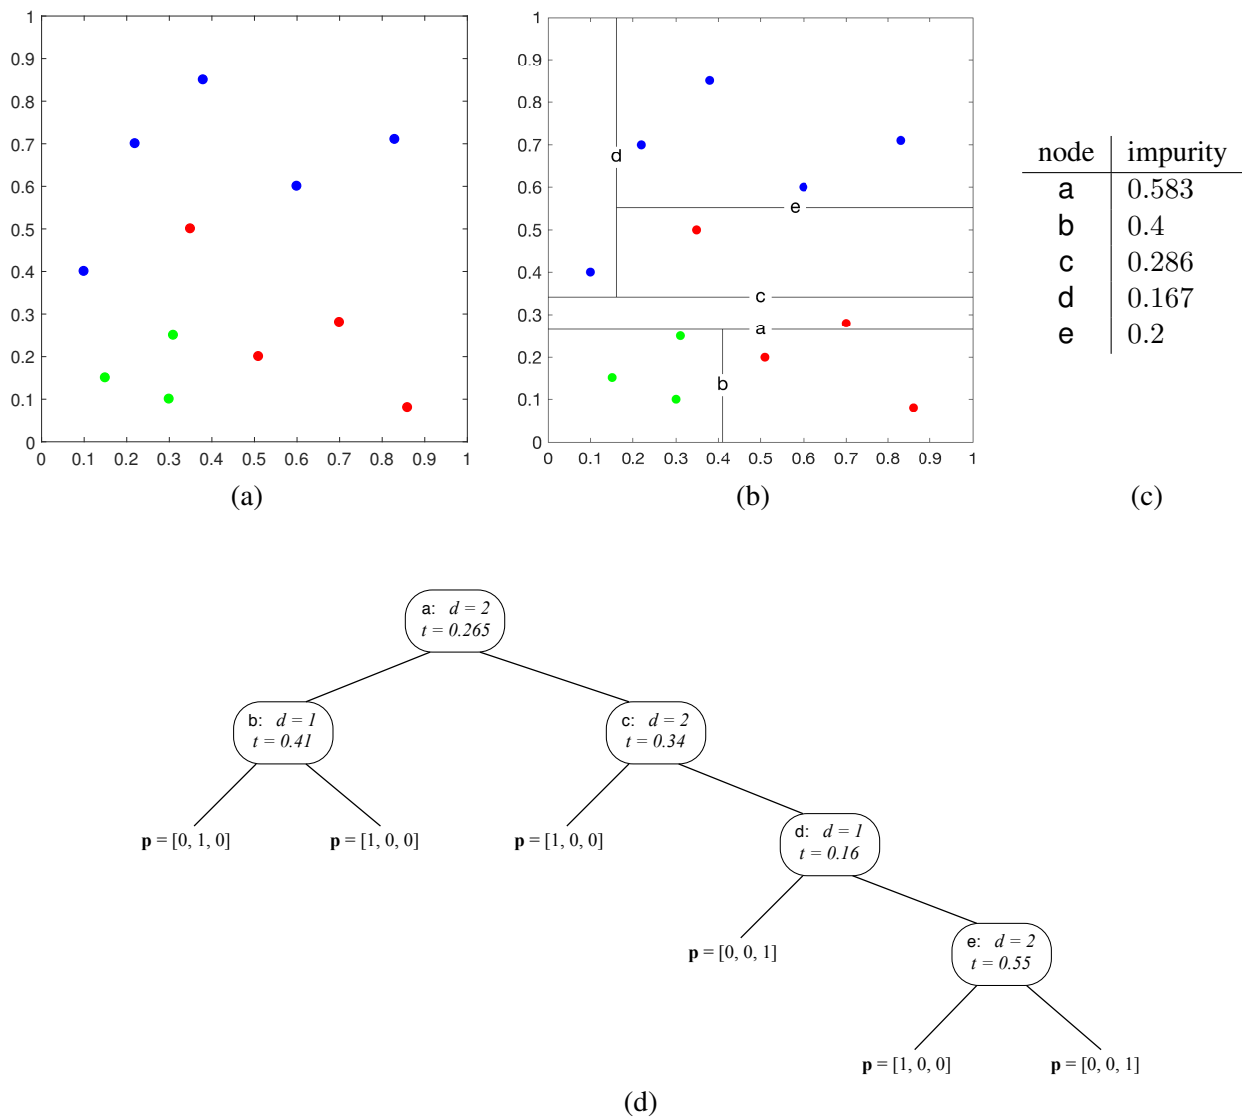 1
0.9
0.8
0.7
0.6
0.5
0.4
0.3
0.2
0.1
0
0 0.1 0.2 0.3 0.4 0.5 0.6 0.7 0.8 0.9 1
(a)
1
0.9
0.8
0.7
0.6
0.5
0.4
0.3
0.2
0.1
0
d
e
c
a
b
0 0.1 0.2 0.3 0.4 0.5 0.6 0.7 0.8 0.9 1
(b)
node impurity
a 0.583
b 0.4
c 0.286
d 0.167
e 0.2
(c)
a: d = 2
t = 0.265
b: d = 1
t = 0.41
c: d = 2
t = 0.34
p = [0, 1, 0]
p = [1, 0, 0]
p = [1, 0, 0]
d: d = 1
t = 0.16
p = [0, 0, 1]
e: d = 2
t = 0.55
p = [1, 0, 0]
p = [0, 0, 1]
(d)